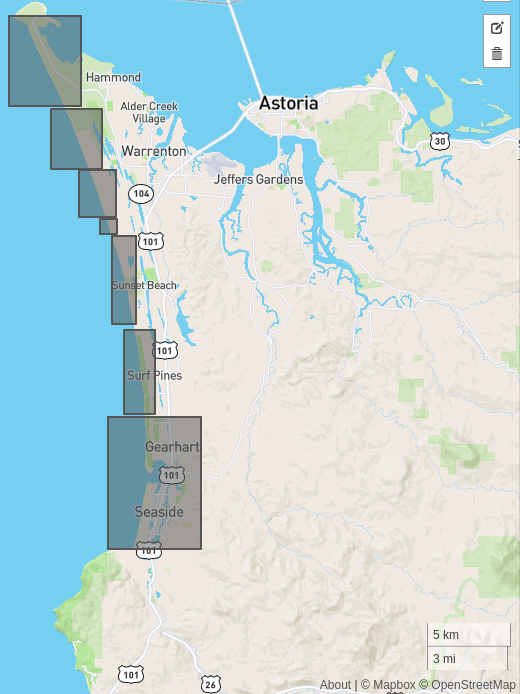 Hammond
Astoria
Alder Creek
Village
30
S
Warrenton
Jeffers Gardens
104
101
Sunset Beach
101
Surf Pines
Gearhart
101
Seaside
101
5 km
3 mi
101
26
About | © Mapbox © OpenStreetMap